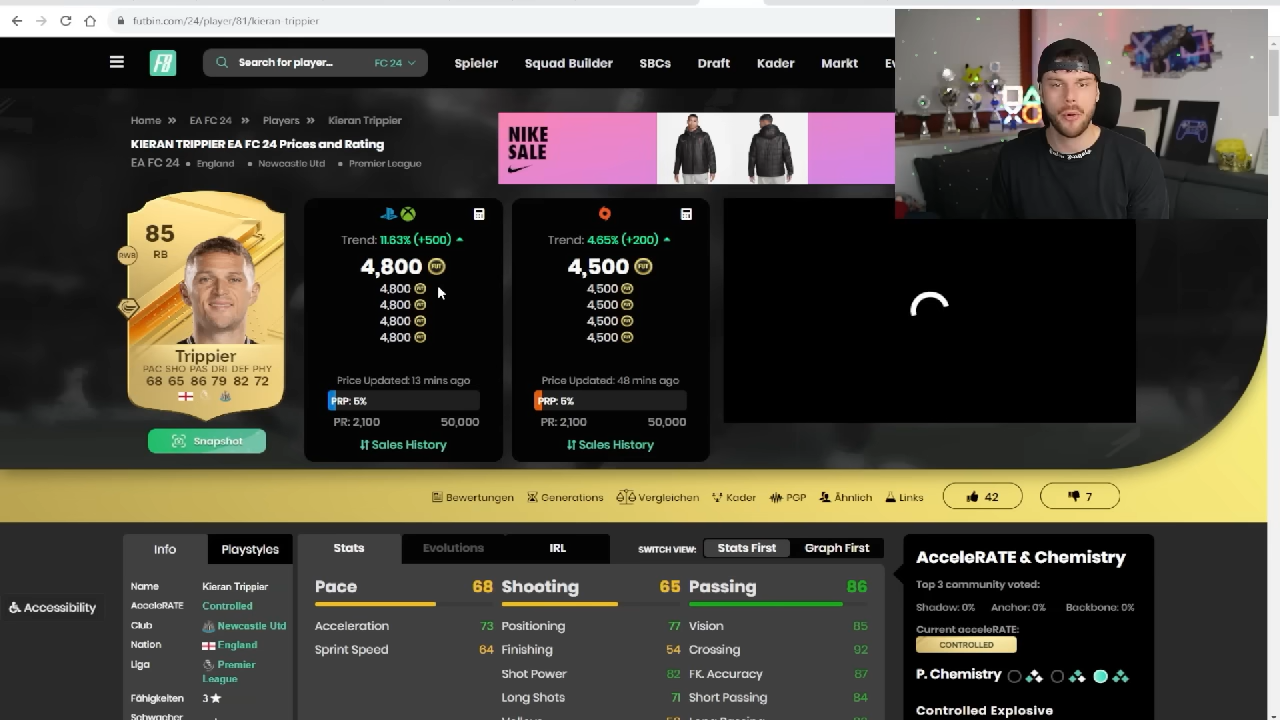 futbin.com/24/player/81/kieran-trippier
FB
Search for player...
FC 24
Spieler
Squad Builder
SBCs
Draft
Kader
Markt
Home » EA FC 24 » Players » Kieran Trippier
KIERAN TRIPPIER EA FC 24 Prices and Rating
EA FC 24 • England • Newcastle Utd • Premier League
NIKE
SALE
85
RB
RWB
Trippier
PAC SHO PAS DRI DEF PHY
68 65 86 79 82 72
Snapshot
Trend: 11.63% (+500)
4,800
4,800
4,800
4,800
4,800
Price Updated: 13 mins ago
PRP: 5%
PR: 2,100 50,000
Sales History
Trend: 4.65% (+200)
4,500
4,500
4,500
4,500
4,500
Price Updated: 48 mins ago
PRP: 5%
PR: 2,100 50,000
Sales History
Bewertungen
Generations
Vergleichen
Kader
PGP
Ähnlich
Links
42
7
Info
Playstyles
Name Kieran Trippier
AcceleRATE Controlled
Club Newcastle Utd
Nation England
Liga Premier
League
Fähigkeiten 3★
Schwacher
Accessibility
Stats
Evolutions
IRL
SWITCH VIEW:
Stats First
Graph First
Pace 68
Acceleration 73
Sprint Speed 64
Shooting 65
Positioning 77
Finishing 54
Shot Power 82
Long Shots 71
Passing 86
Vision 85
Crossing 92
FK. Accuracy 87
Short Passing 84
AcceleRATE & Chemistry
Top 3 community voted:
Shadow: 0% Anchor: 0% Backbone: 0%
Current acceleRATE:
CONTROLLED
P. Chemistry
Controlled Explosive